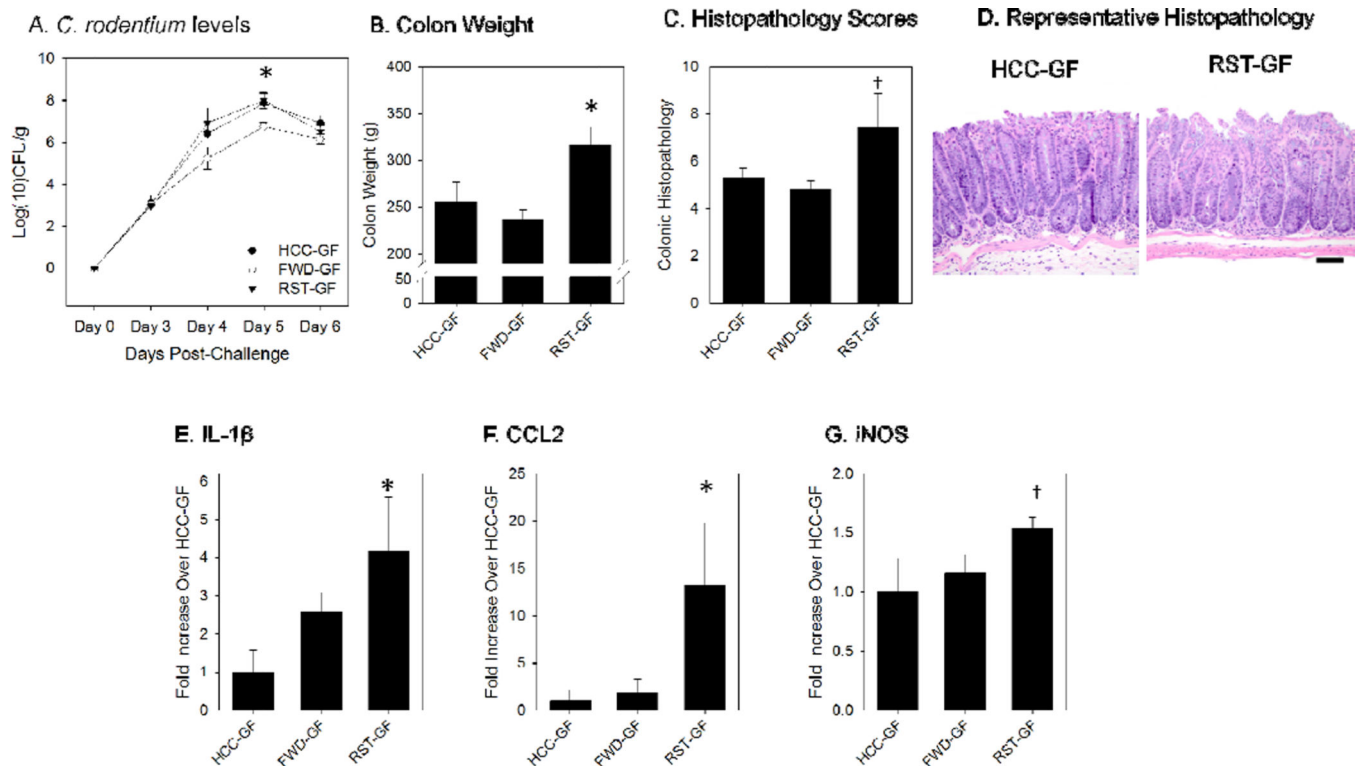 A. C. rodentium levels
Log(10)CFU/g
10
8
6
4
2
0
*
HCC-GF
FWD-GF
RST-GF
Day 0 Day 3 Day 4 Day 5 Day 6
Days Post-Challenge
B. Colon Weight
Colon Weight (g)
400
350
300
250
200
50
0
*
HCC-GF
FWD-GF
RST-GF
C. Histopathology Scores
Colonic Histopathology
10
8
6
4
2
0
†
HCC-GF
FWD-GF
RST-GF
D. Representative Histopathology
HCC-GF
RST-GF
E. IL-1β
Fold ncrease Over HCC-GF
6
5
4
3
2
1
0
*
HCC-GF
FWD-GF
RST-GF
F. CCL2
Fold Increase Over HCC-GF
25
20
15
10
5
0
*
HCC-GF
FWD-GF
RST-GF
G. iNOS
Fold ncrease Over HCC-GF
2.0
1.5
1.0
0.5
0.0
†
HCC-GF
FWD-GF
RST-GF